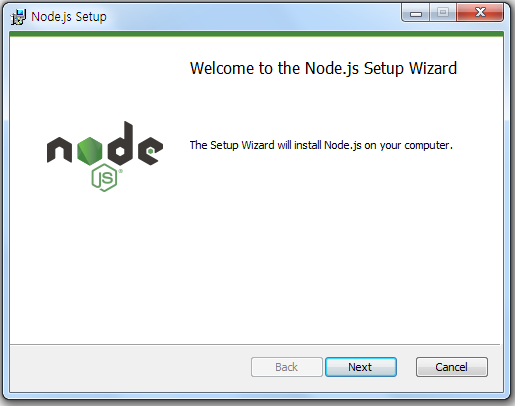 Node.js Setup
Welcome to the Node.js Setup Wizard
node
JS
®
The Setup Wizard will install Node.js on your computer.
Back
Next
Cancel